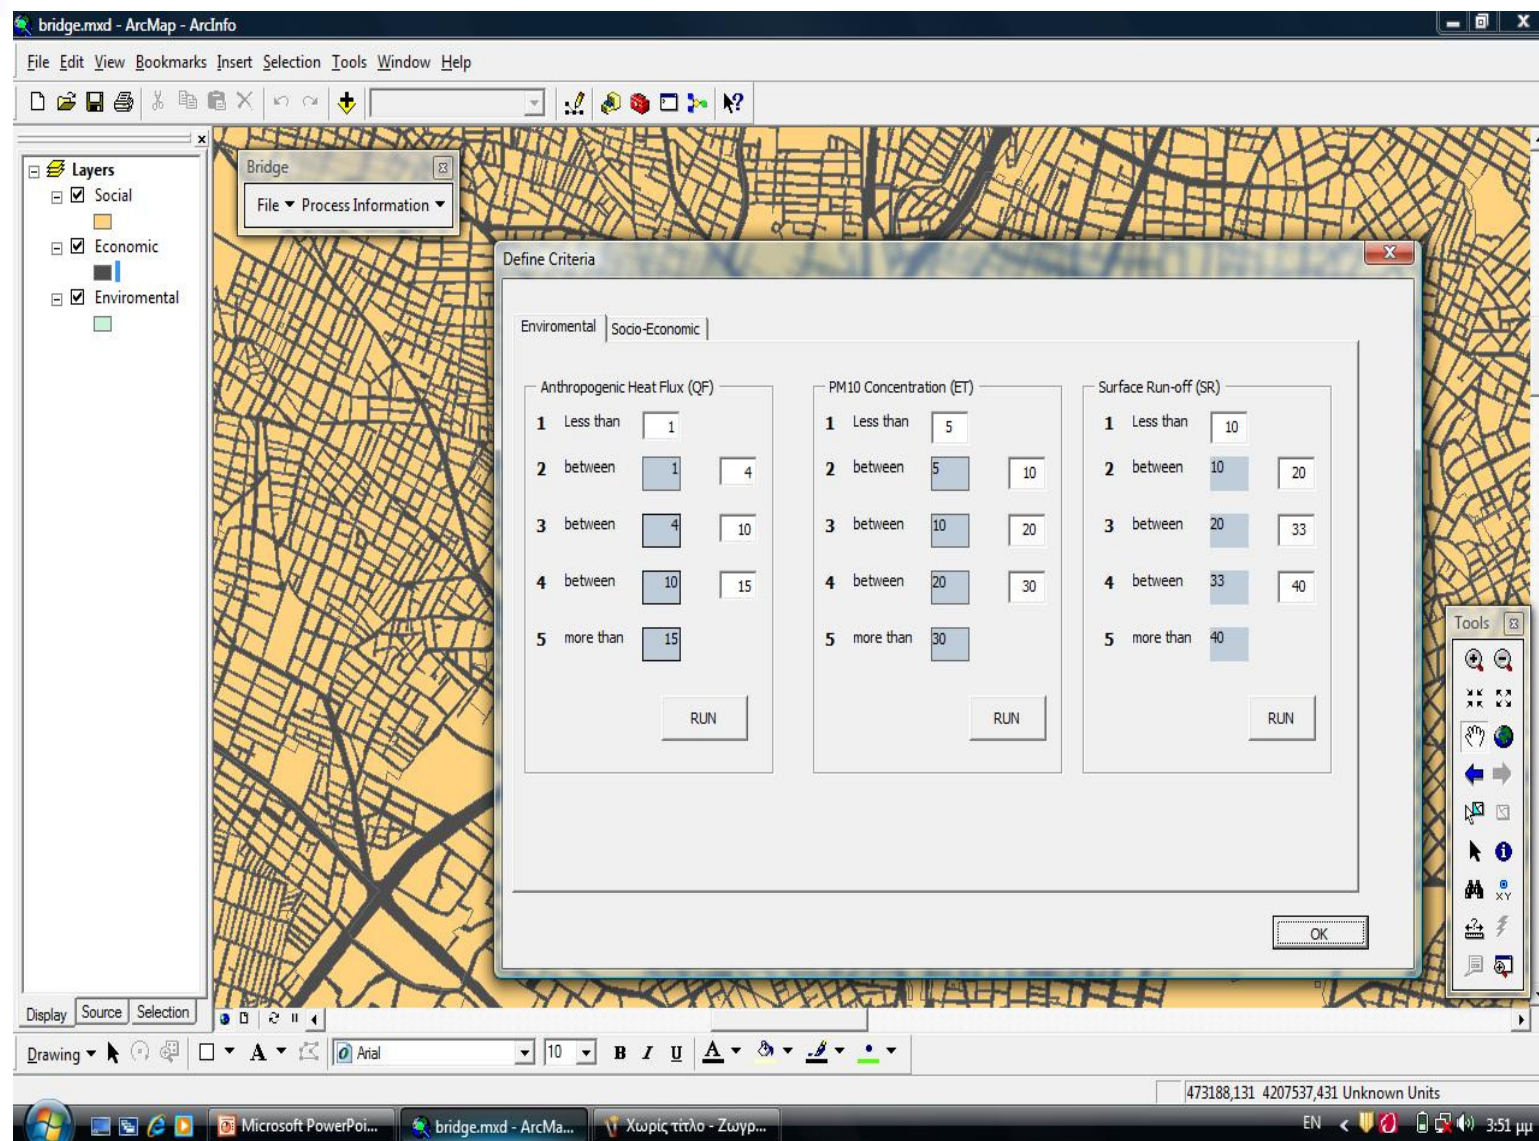 bridge.mxd - ArcMap - ArcInfo
File Edit View Bookmarks Insert Selection Tools Window Help
Layers
Social
Economic
Enviromental
Bridge
File Process Information
Define Criteria
Enviromental Socio-Economic
Anthropogenic Heat Flux (QF)
1 Less than 1
2 between 1 4
3 between 4 10
4 between 10 15
5 more than 15
RUN
PM10 Concentration (ET)
1 Less than 5
2 between 5 10
3 between 10 20
4 between 20 30
5 more than 30
RUN
Surface Run-off (SR)
1 Less than 10
2 between 10 20
3 between 20 33
4 between 33 40
5 more than 40
RUN
OK
Tools
XY
Display Source Selection
Drawing A Arial 10 B I U A
473188,131 4207537,431 Unknown Units
Microsoft PowerPoi... bridge.mxd - ArcMa... Χωρίς τίτλο - Ζωγρ... EN 3:51 μμ